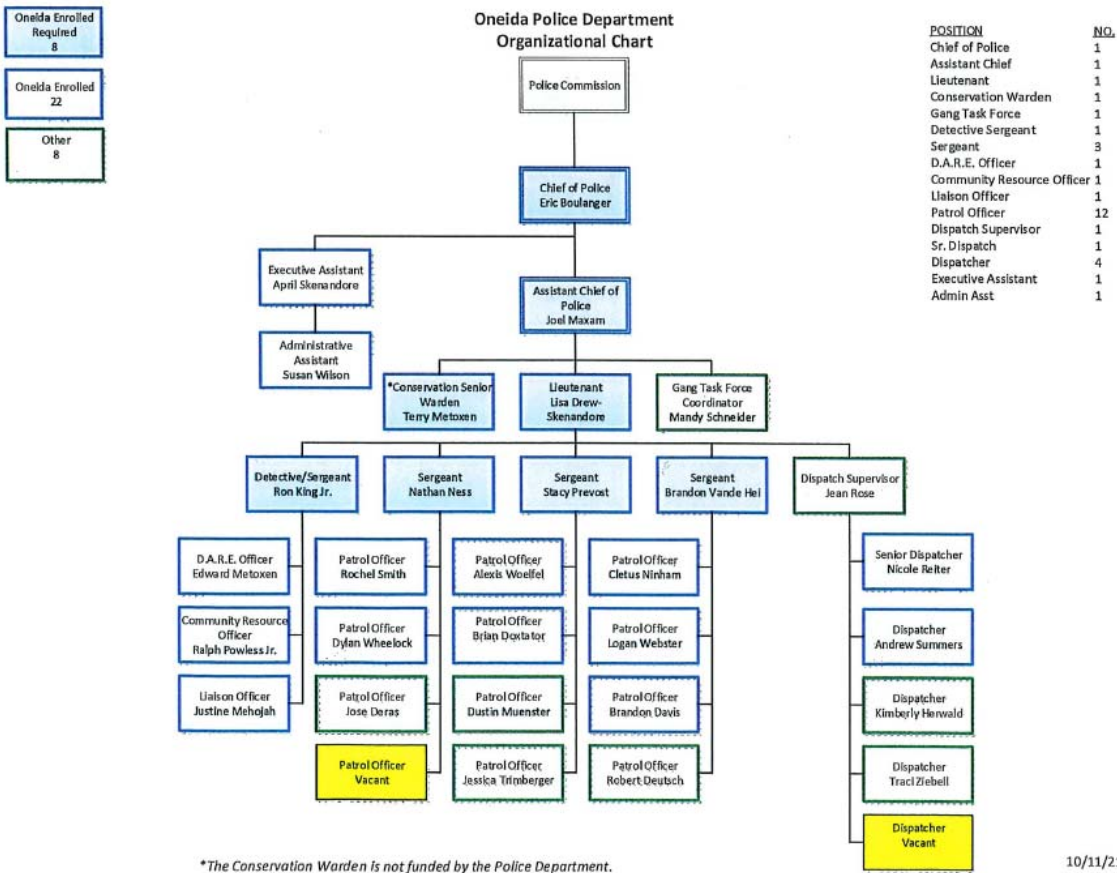 Oneida Enrolled
Required
8
Oneida Enrolled
22
Other
8
Oneida Police Department
Organizational Chart
POSITION NO.
Chief of Police 1
Assistant Chief 1
Lieutenant 1
Conservation Warden 1
Gang Task Force 1
Detective Sergeant 1
Sergeant 3
D.A.R.E. Officer 1
Community Resource Officer 1
Liaison Officer 1
Patrol Officer 12
Dispatch Supervisor 1
Sr. Dispatch 1
Dispatcher 4
Executive Assistant 1
Admin Asst 1
Police Commission
Chief of Police
Eric Boulanger
Executive Assistant
April Skenandore
Assistant Chief of
Police
Joel Maxam
Administrative
Assistant
Susan Wilson
*Conservation Senior
Warden
Terry Metoxen
Lieutenant
Lisa Drew-
Skenandore
Gang Task Force
Coordinator
Mandy Schneider
Detective/Sergeant
Ron King Jr.
Sergeant
Nathan Ness
Sergeant
Stacy Prevost
Sergeant
Brandon Vande Hei
Dispatch Supervisor
Jean Rose
D.A.R.E. Officer
Edward Metoxen
Patrol Officer
Rochel Smith
Patrol Officer
Alexis Woelfel
Patrol Officer
Cletus Ninham
Senior Dispatcher
Nicole Reiter
Community Resource
Officer
Ralph Powless Jr.
Patrol Officer
Dylan Wheelock
Patrol Officer
Brian Doxtator
Patrol Officer
Logan Webster
Dispatcher
Andrew Summers
Liaison Officer
Justine Mehojah
Patrol Officer
Jose Deras
Patrol Officer
Dustin Muenster
Patrol Officer
Brandon Davis
Dispatcher
Kimberly Herwald
Patrol Officer
Vacant
Patrol Officer
Jessica Trimberger
Patrol Officer
Robert Deutsch
Dispatcher
Traci Ziebell
Dispatcher
Vacant
*The Conservation Warden is not funded by the Police Department.